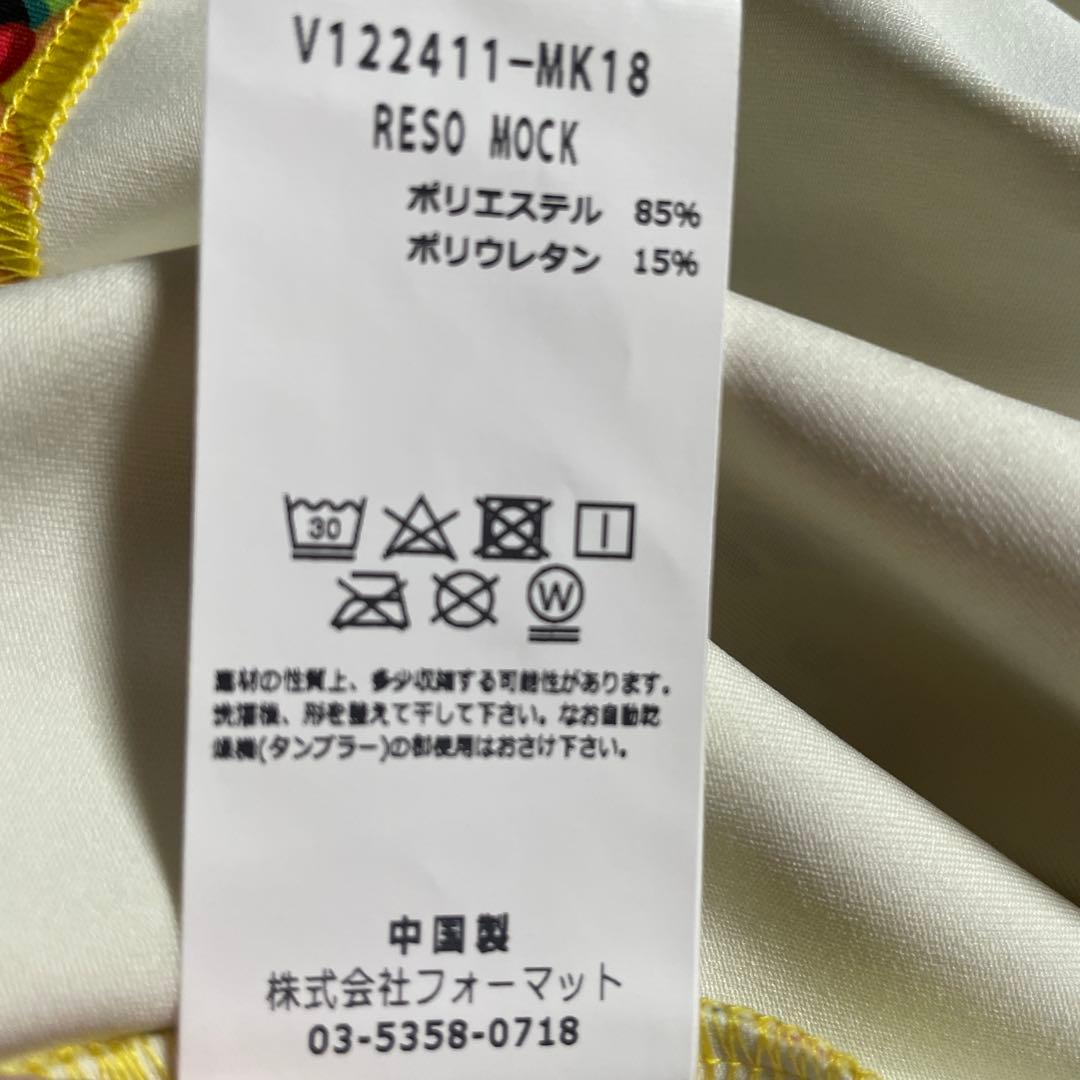 V122411-MK18
RESO MOCK
ポリエステル 85%
ポリウレタン 15%
30
W
素材の性質上、多少収縮する可能性があります。
洗濯後、形を整えて干して下さい。なお自動乾
燥機(タンブラー)の御使用はおさけ下さい。
中国製
株式会社フォーマット
03-5358-0718